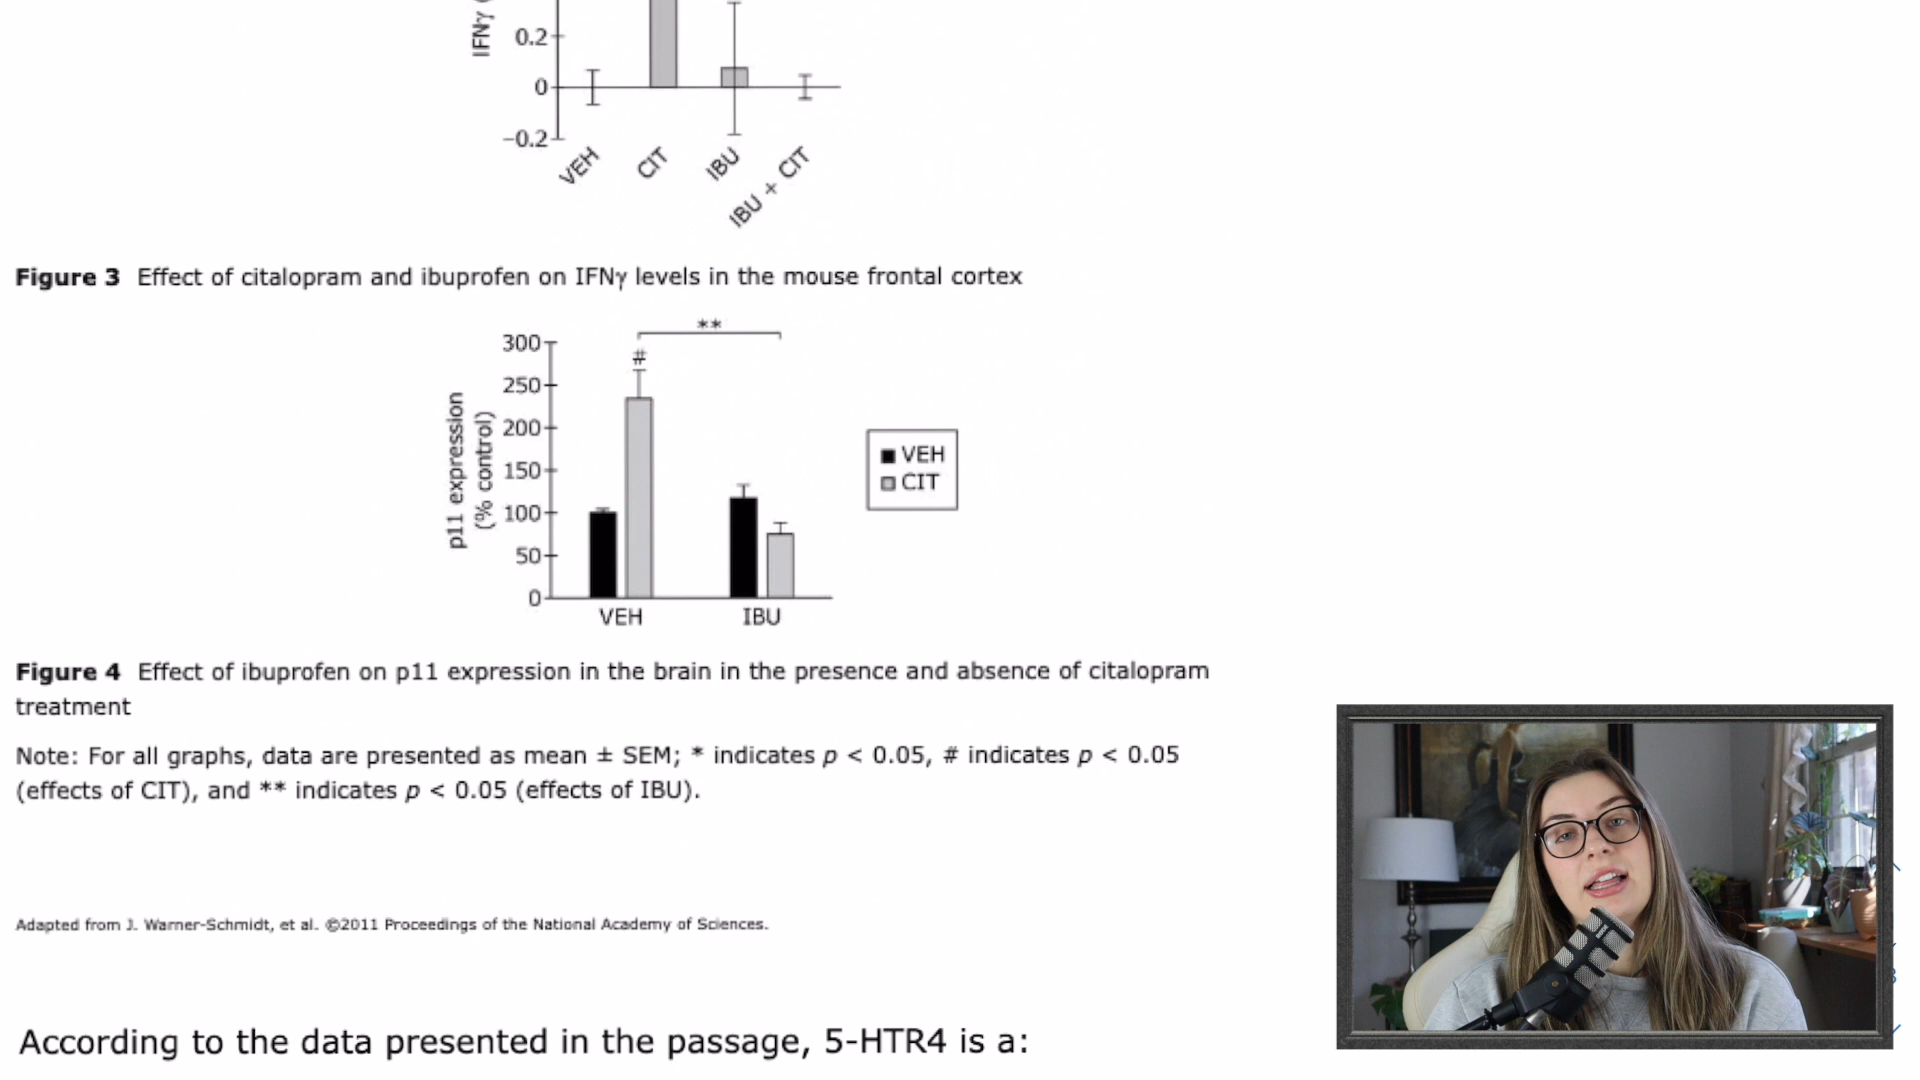 IFNγ (
0.2
0
−0.2
VEH
CIT
IBU
IBU + CIT
Figure 3 Effect of citalopram and ibuprofen on IFNγ levels in the mouse frontal cortex
**
#
300
250
200
150
100
50
0
p11 expression
(% control)
VEH
IBU
VEH
CIT
Figure 4 Effect of ibuprofen on p11 expression in the brain in the presence and absence of citalopram
treatment
Note: For all graphs, data are presented as mean ± SEM; * indicates p < 0.05, # indicates p < 0.05
(effects of CIT), and ** indicates p < 0.05 (effects of IBU).
Adapted from J. Warner-Schmidt, et al. ©2011 Proceedings of the National Academy of Sciences.
According to the data presented in the passage, 5-HTR4 is a: